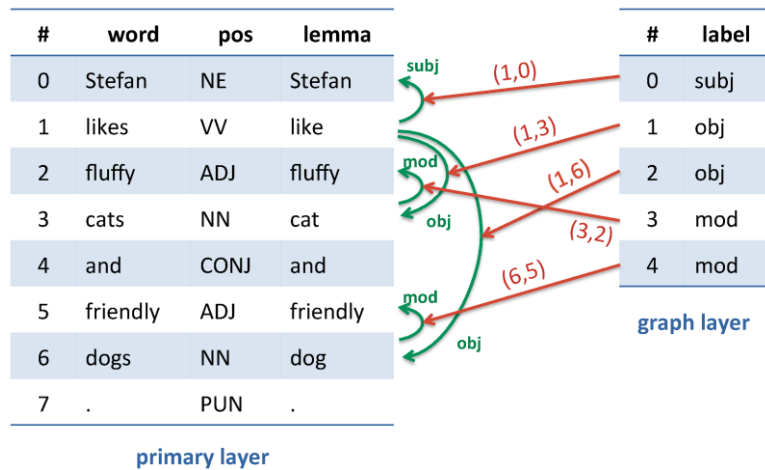 # word pos lemma
0 Stefan NE Stefan
1 likes VV like
2 fluffy ADJ fluffy
3 cats NN cat
4 and CONJ and
5 friendly ADJ friendly
6 dogs NN dog
7 . PUN .
primary layer
subj
mod
obj
mod
obj
(1,0)
(1,3)
(1,6)
(3,2)
(6,5)
# label
0 subj
1 obj
2 obj
3 mod
4 mod
graph layer